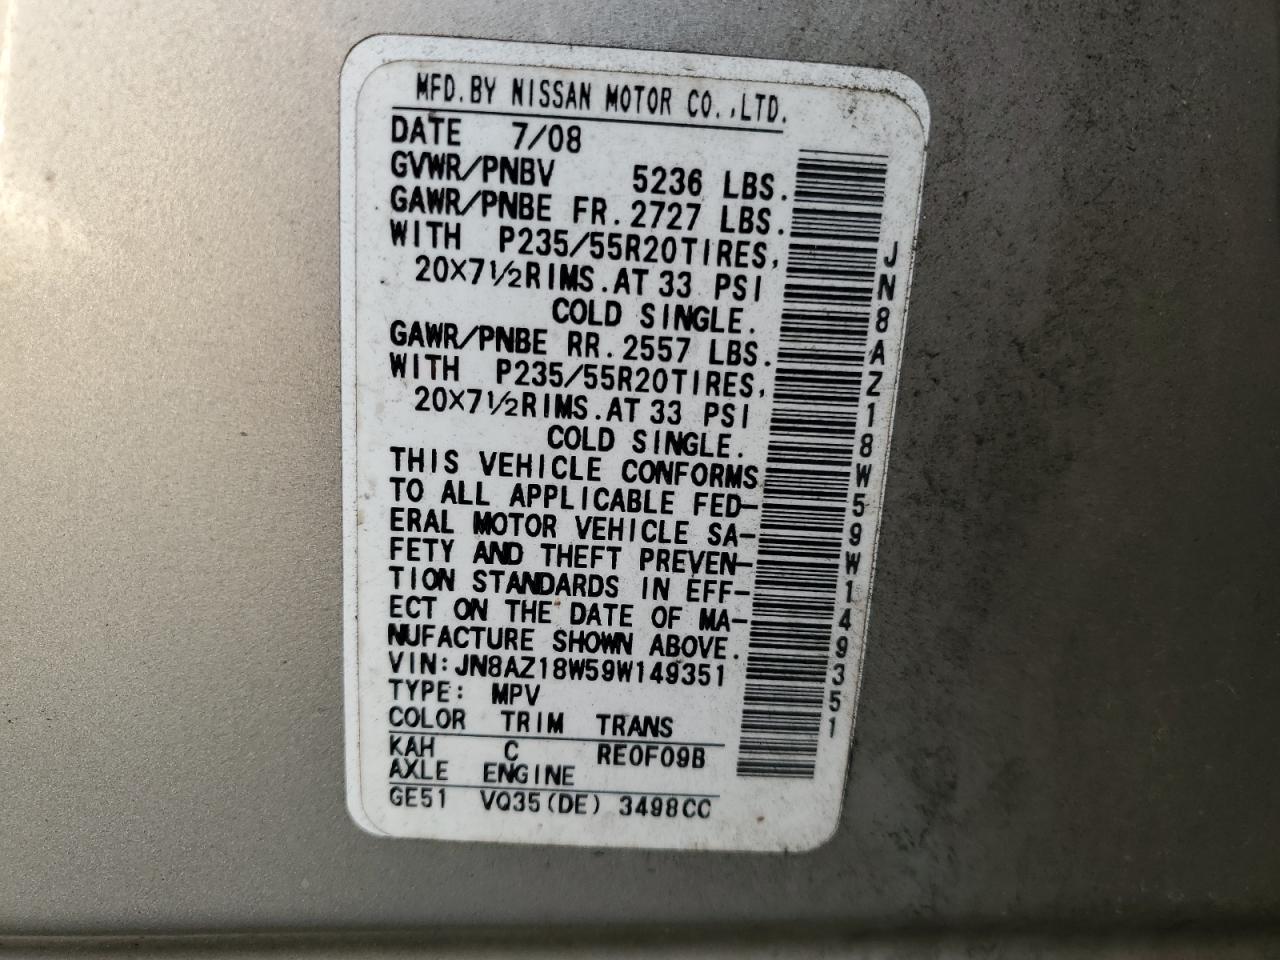 MFD.BY NISSAN MOTOR CO.,LTD.
DATE 7/08
GVWR/PNBV 5236 LBS.
GAWR/PNBE FR.2727 LBS.
WITH P235/55R20TIRES,
20X7½RIMS.AT 33 PSI
COLD SINGLE.
GAWR/PNBE RR.2557 LBS.
WITH P235/55R20TIRES,
20X7½RIMS.AT 33 PSI
COLD SINGLE.
THIS VEHICLE CONFORMS
TO ALL APPLICABLE FED-
ERAL MOTOR VEHICLE SA-
FETY AND THEFT PREVEN-
TION STANDARDS IN EFF-
ECT ON THE DATE OF MA-
NUFACTURE SHOWN ABOVE.
VIN:JN8AZ18W59W149351
TYPE: MPV
COLOR TRIM TRANS
KAH C RE0F09B
AXLE ENGINE
GE51 VQ35(DE) 3498CC
JN8AZ18W59W149351